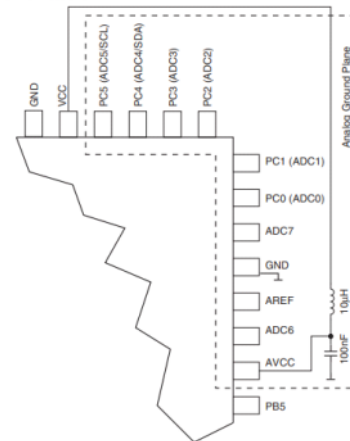 Analog Ground Plane
GND
VCC
PC5 (ADC5/SCL)
PC4 (ADC4/SDA)
PC3 (ADC3)
PC2 (ADC2)
PC1 (ADC1)
PC0 (ADC0)
ADC7
GND
AREF
ADC6
AVCC
PB5
10µH
100nF